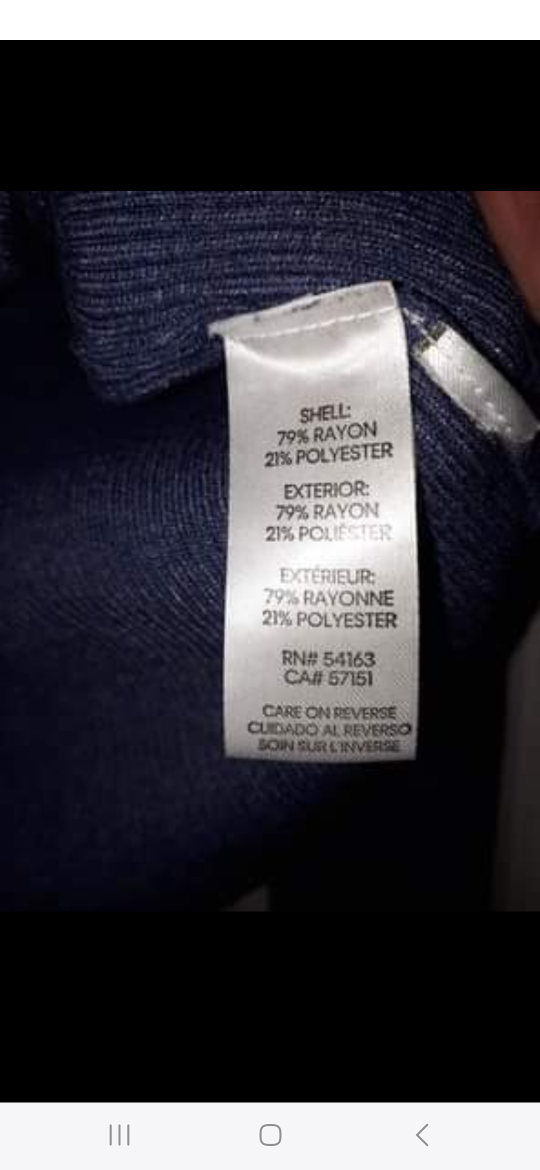 SHELL:
79% RAYON
21% POLYESTER
EXTERIOR:
79% RAYON
21% POLIÉSTER
EXTÉRIEUR:
79% RAYONNE
21% POLYESTER
RN# 54163
CA# 57151
CARE ON REVERSE
CUIDADO AL REVERSO
SOIN SUR L'INVERSE